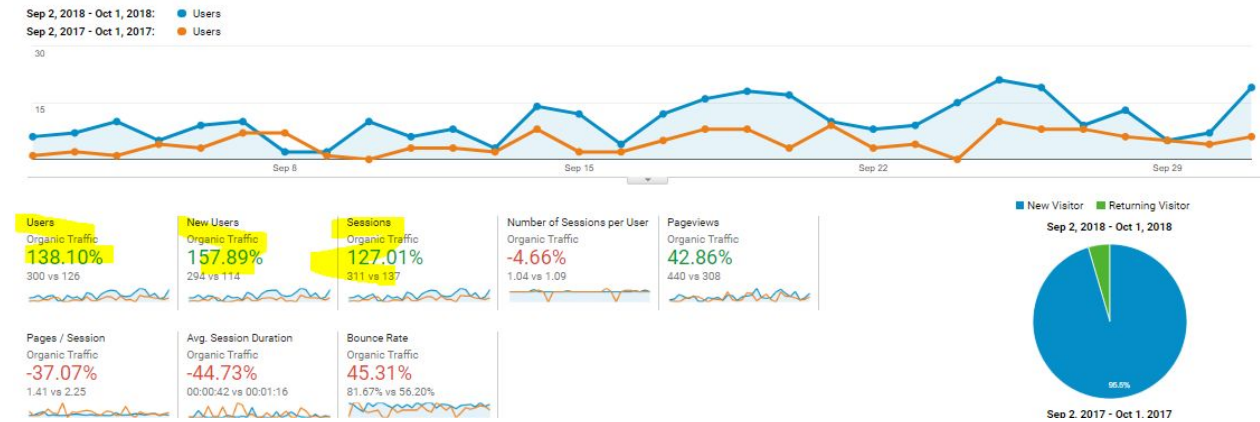 Sep 2, 2018 - Oct 1, 2018: Users
Sep 2, 2017 - Oct 1, 2017: Users
30
15
Sep 8
Sep 15
Sep 22
Sep 29
Users
Organic Traffic
138.10%
300 vs 126
New Users
Organic Traffic
157.89%
294 vs 114
Sessions
Organic Traffic
127.01%
311 vs 137
Number of Sessions per User
Organic Traffic
-4.66%
1.04 vs 1.09
Pageviews
Organic Traffic
42.86%
440 vs 308
Pages / Session
Organic Traffic
-37.07%
1.41 vs 2.25
Avg. Session Duration
Organic Traffic
-44.73%
00:00:42 vs 00:01:16
Bounce Rate
Organic Traffic
45.31%
81.67% vs 56.20%
New Visitor Returning Visitor
Sep 2, 2018 - Oct 1, 2018
95.5%
Sep 2, 2017 - Oct 1, 2017